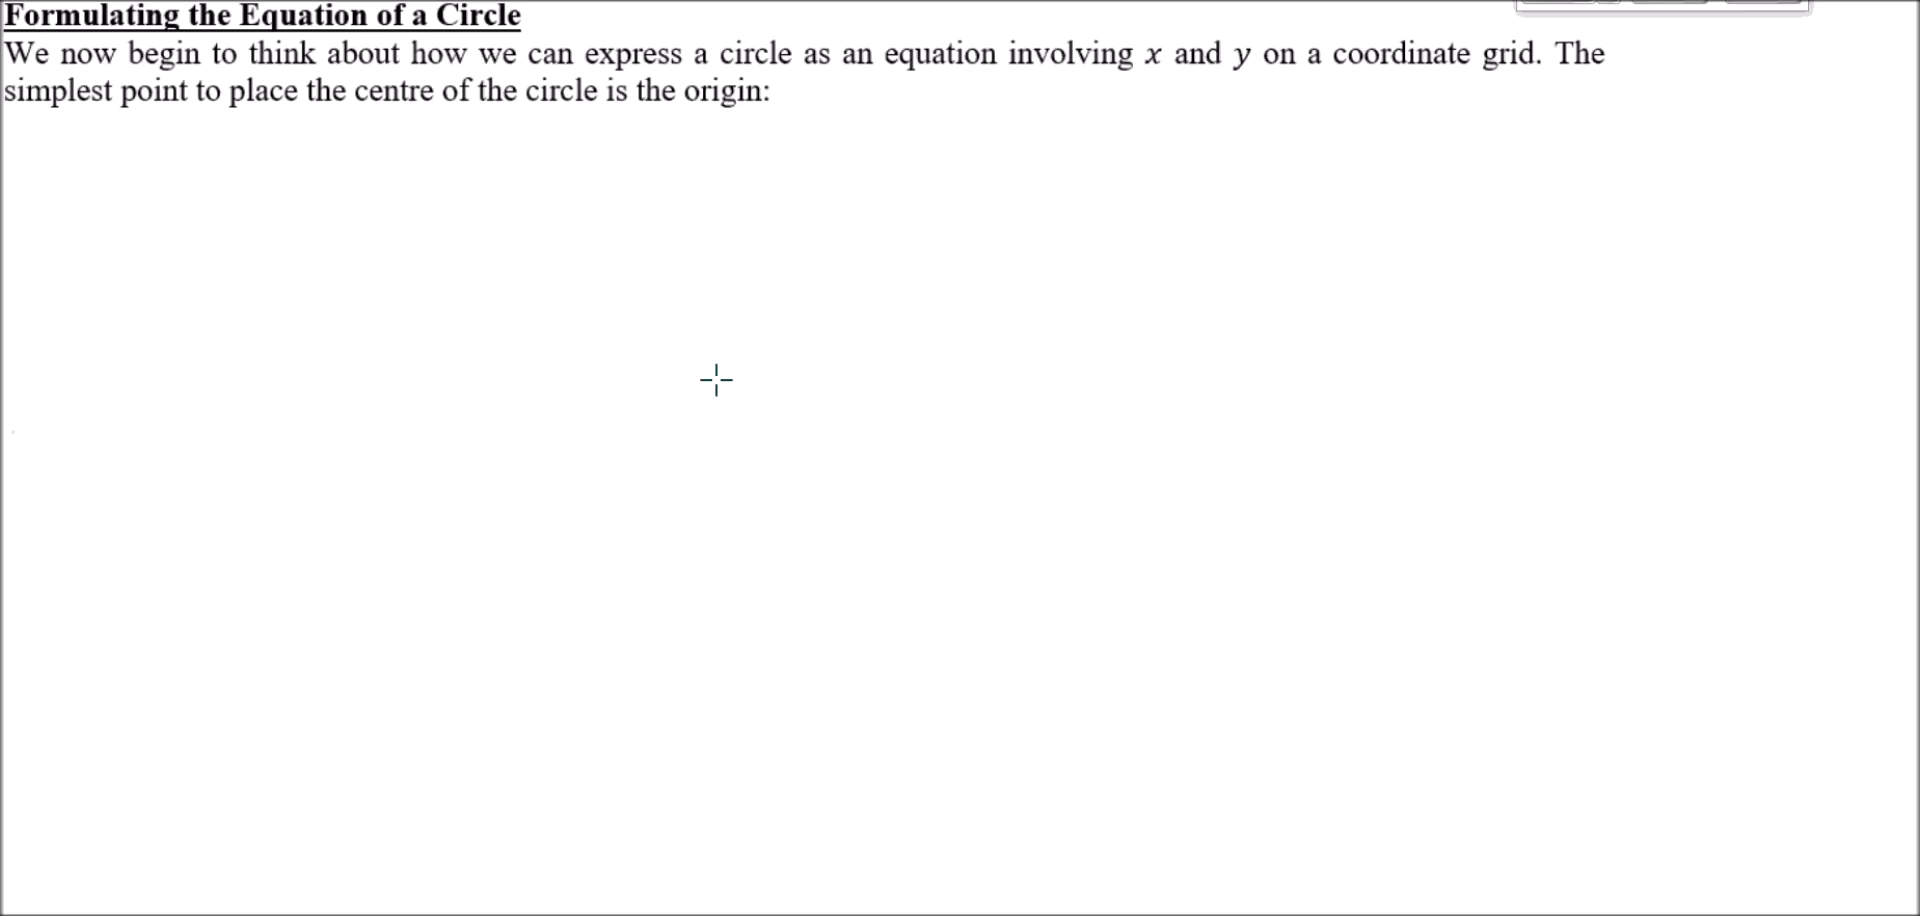 Formulating the Equation of a Circle
We now begin to think about how we can express a circle as an equation involving x and y on a coordinate grid. The
simplest point to place the centre of the circle is the origin: